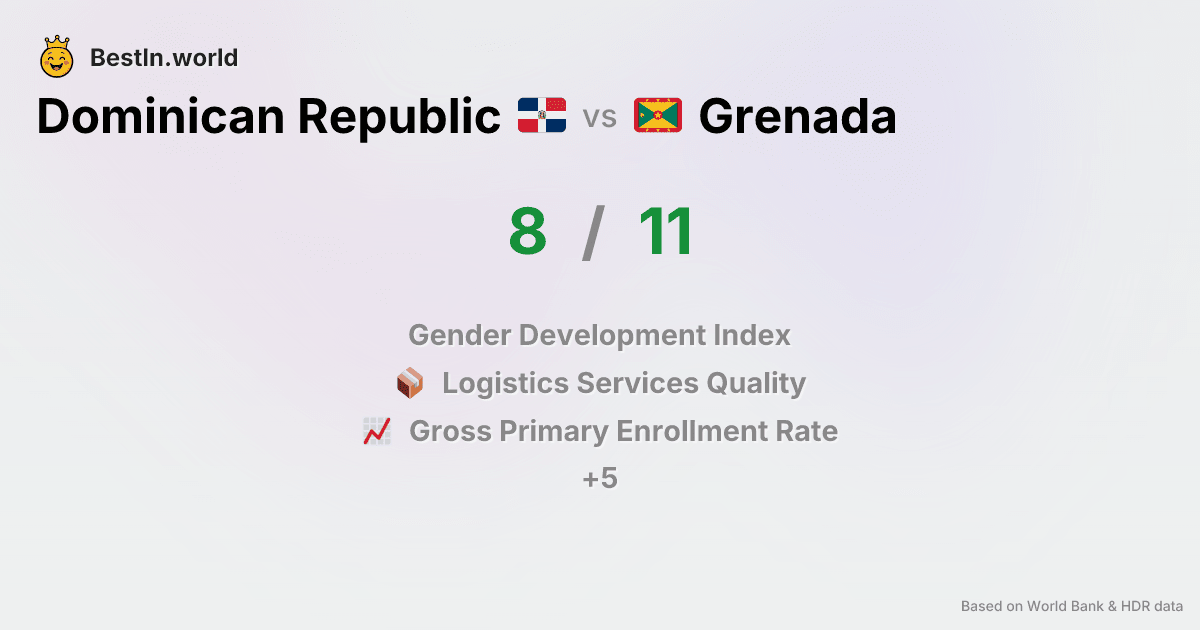 BestIn.world
Dominican Republic vs Grenada
8 / 11
Gender Development Index
Logistics Services Quality
Gross Primary Enrollment Rate
+5
Based on World Bank & HDR data